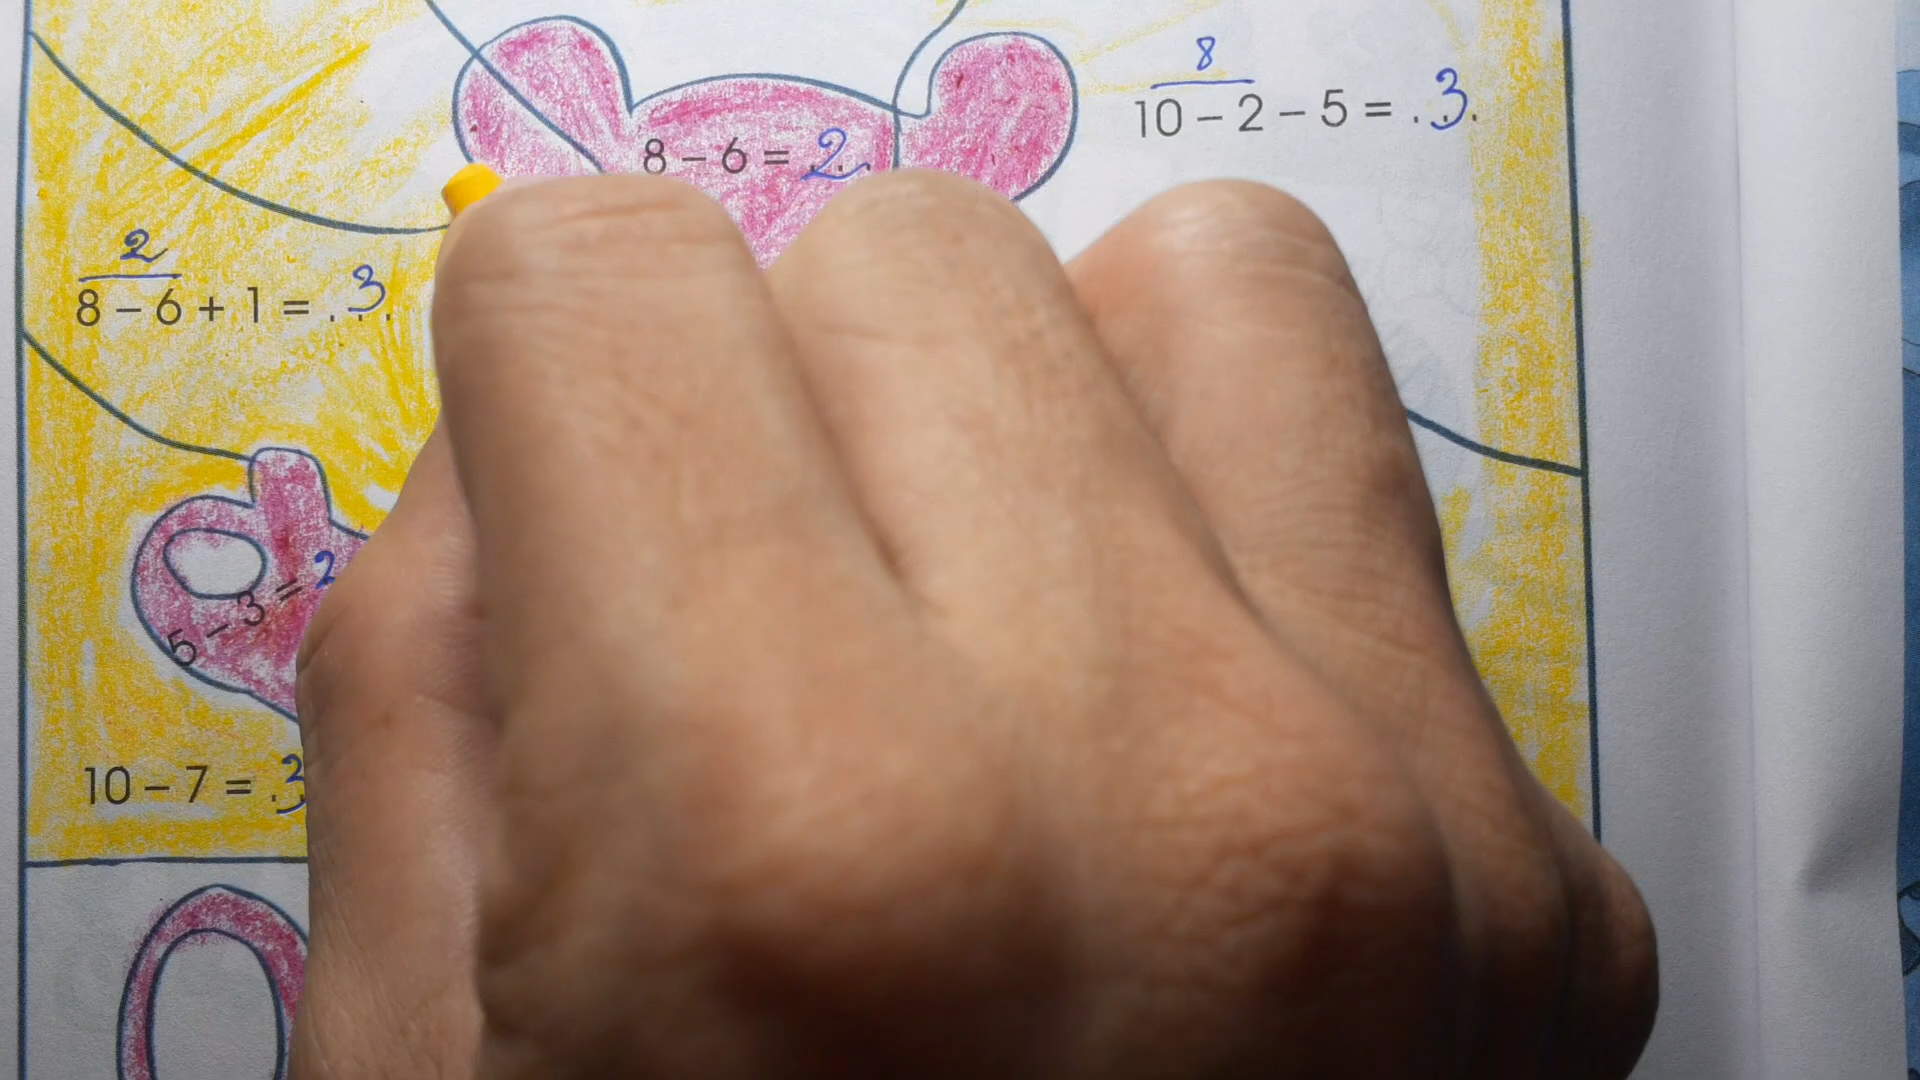 8
10 – 2 – 5 = 3
8 – 6 = 2
2
8 – 6 + 1 = 3
5 – 3 = 2
10 – 7 = 3